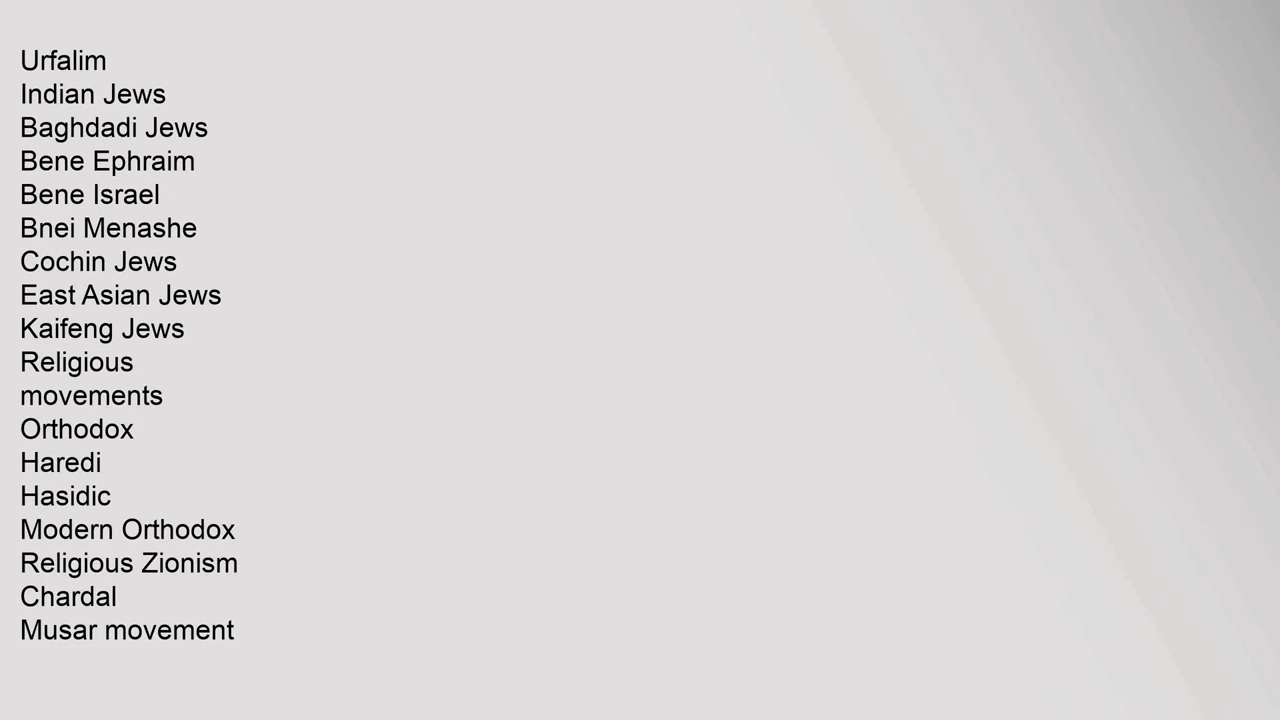 Urfalim
Indian Jews
Baghdadi Jews
Bene Ephraim
Bene Israel
Bnei Menashe
Cochin Jews
East Asian Jews
Kaifeng Jews
Religious
movements
Orthodox
Haredi
Hasidic
Modern Orthodox
Religious Zionism
Chardal
Musar movement